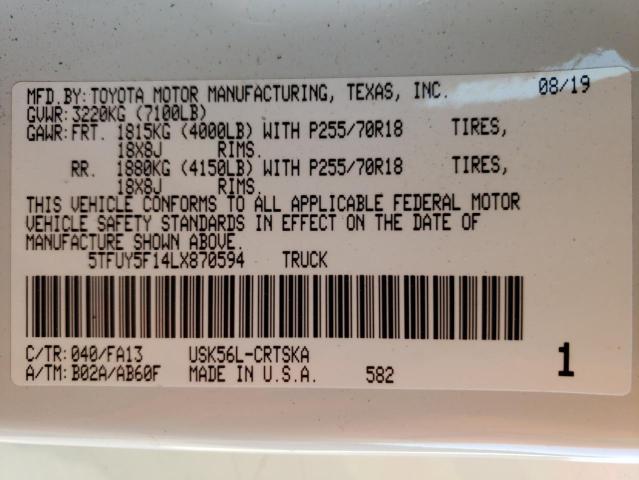 MFD.BY:TOYOTA MOTOR MANUFACTURING, TEXAS, INC. 08/19
GVWR:3220KG (7100LB)
GAWR:FRT. 1815KG (4000LB) WITH P255/70R18 TIRES,
18X8J RIMS.
RR. 1880KG (4150LB) WITH P255/70R18 TIRES,
18X8J RIMS.
THIS VEHICLE CONFORMS TO ALL APPLICABLE FEDERAL MOTOR
VEHICLE SAFETY STANDARDS IN EFFECT ON THE DATE OF
MANUFACTURE SHOWN ABOVE.
5TFUY5F14LX870594 TRUCK
C/TR:040/FA13 USK56L-CRTSKA
A/TM:B02A/AB60F MADE IN U.S.A. 582 1